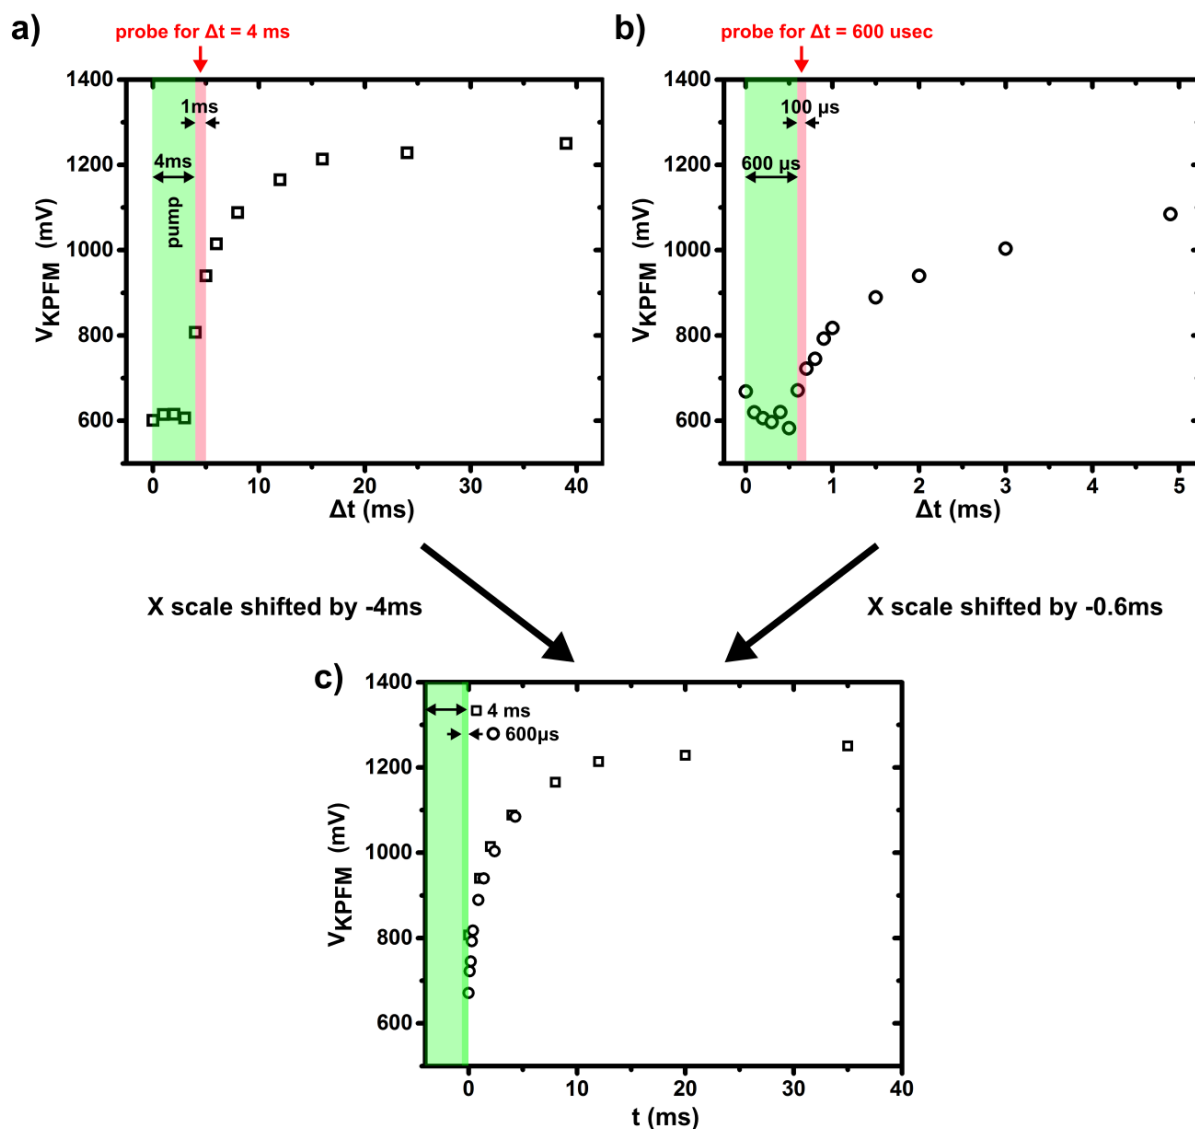 a)
probe for Δt = 4 ms
1400
1200
1000
800
600
V_KPFM (mV)
1ms
4ms
pump
0 10 20 30 40
Δt (ms)
b)
probe for Δt = 600 usec
1400
1200
1000
800
600
V_KPFM (mV)
100 µs
600 µs
0 1 2 3 4 5
Δt (ms)
X scale shifted by -4ms
X scale shifted by -0.6ms
c)
1400
1200
1000
800
600
V_KPFM (mV)
4 ms
600µs
0 10 20 30 40
t (ms)